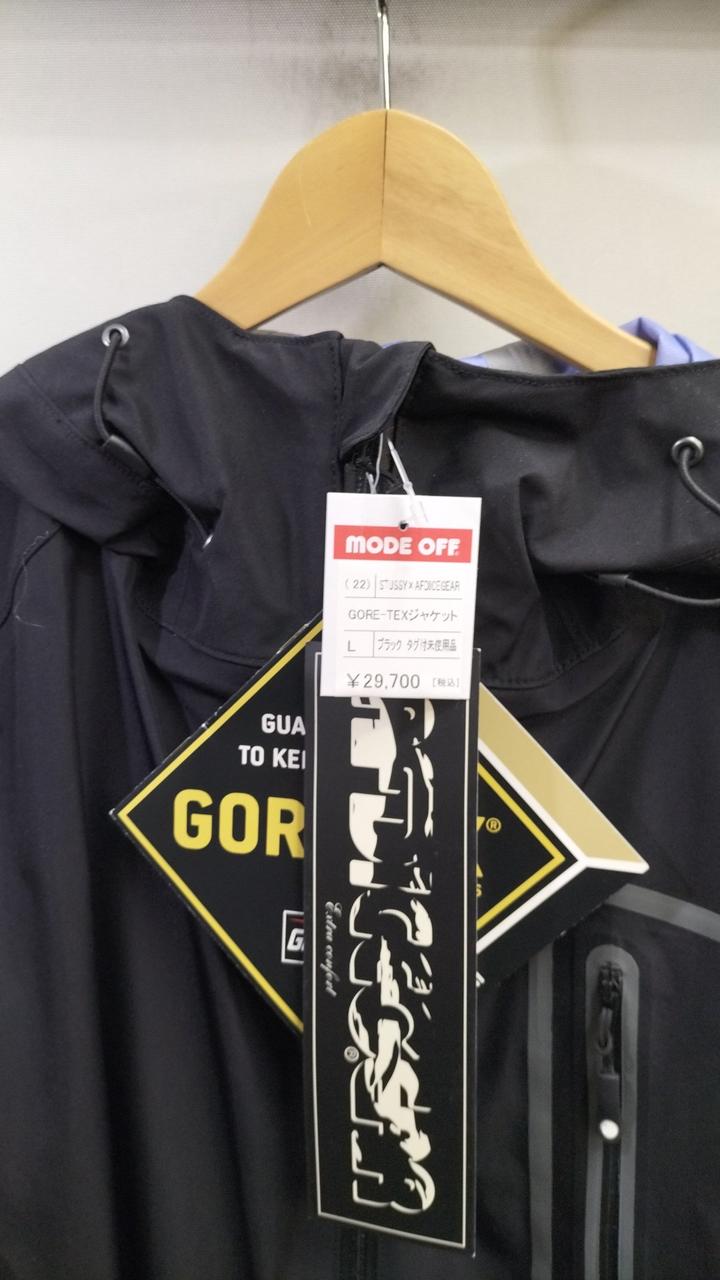 MODE OFF
(22) STUSSY×AFDICEGEAR
GORE-TEXジャケット
L ブラック タグ付未使用品
￥29,700 [税込]
GUA
TO KE
GOR
®
S
G
Extra comfort
®